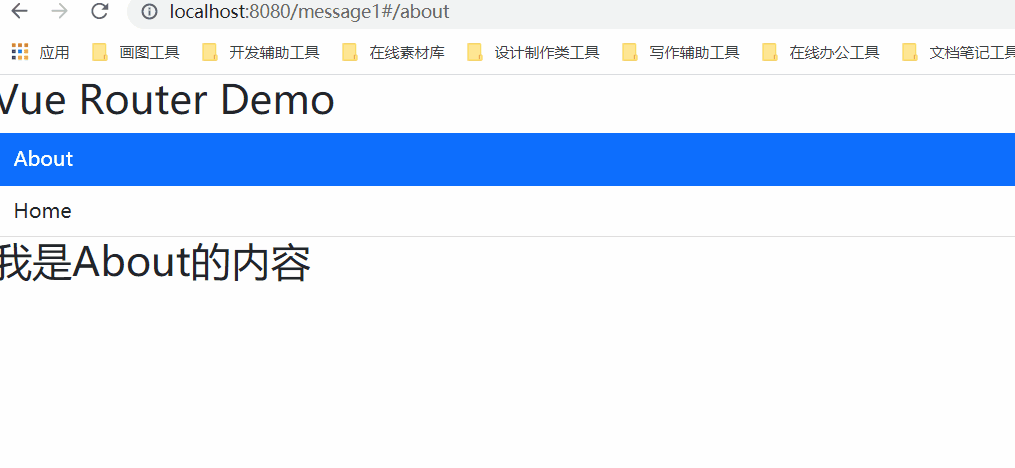 localhost:8080/message1#/about
应用 画图工具 开发辅助工具 在线素材库 设计制作类工具 写作辅助工具 在线办公工具 文档笔记工具
Vue Router Demo
About
Home
我是About的内容